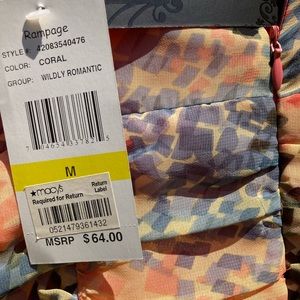 Rampage
STYLE #: 42083540476
COLOR: CORAL
GROUP: WILDLY ROMANTIC
M
★macy's
Required for Return
Return
Label
0521479361432
MSRP $ 64.00